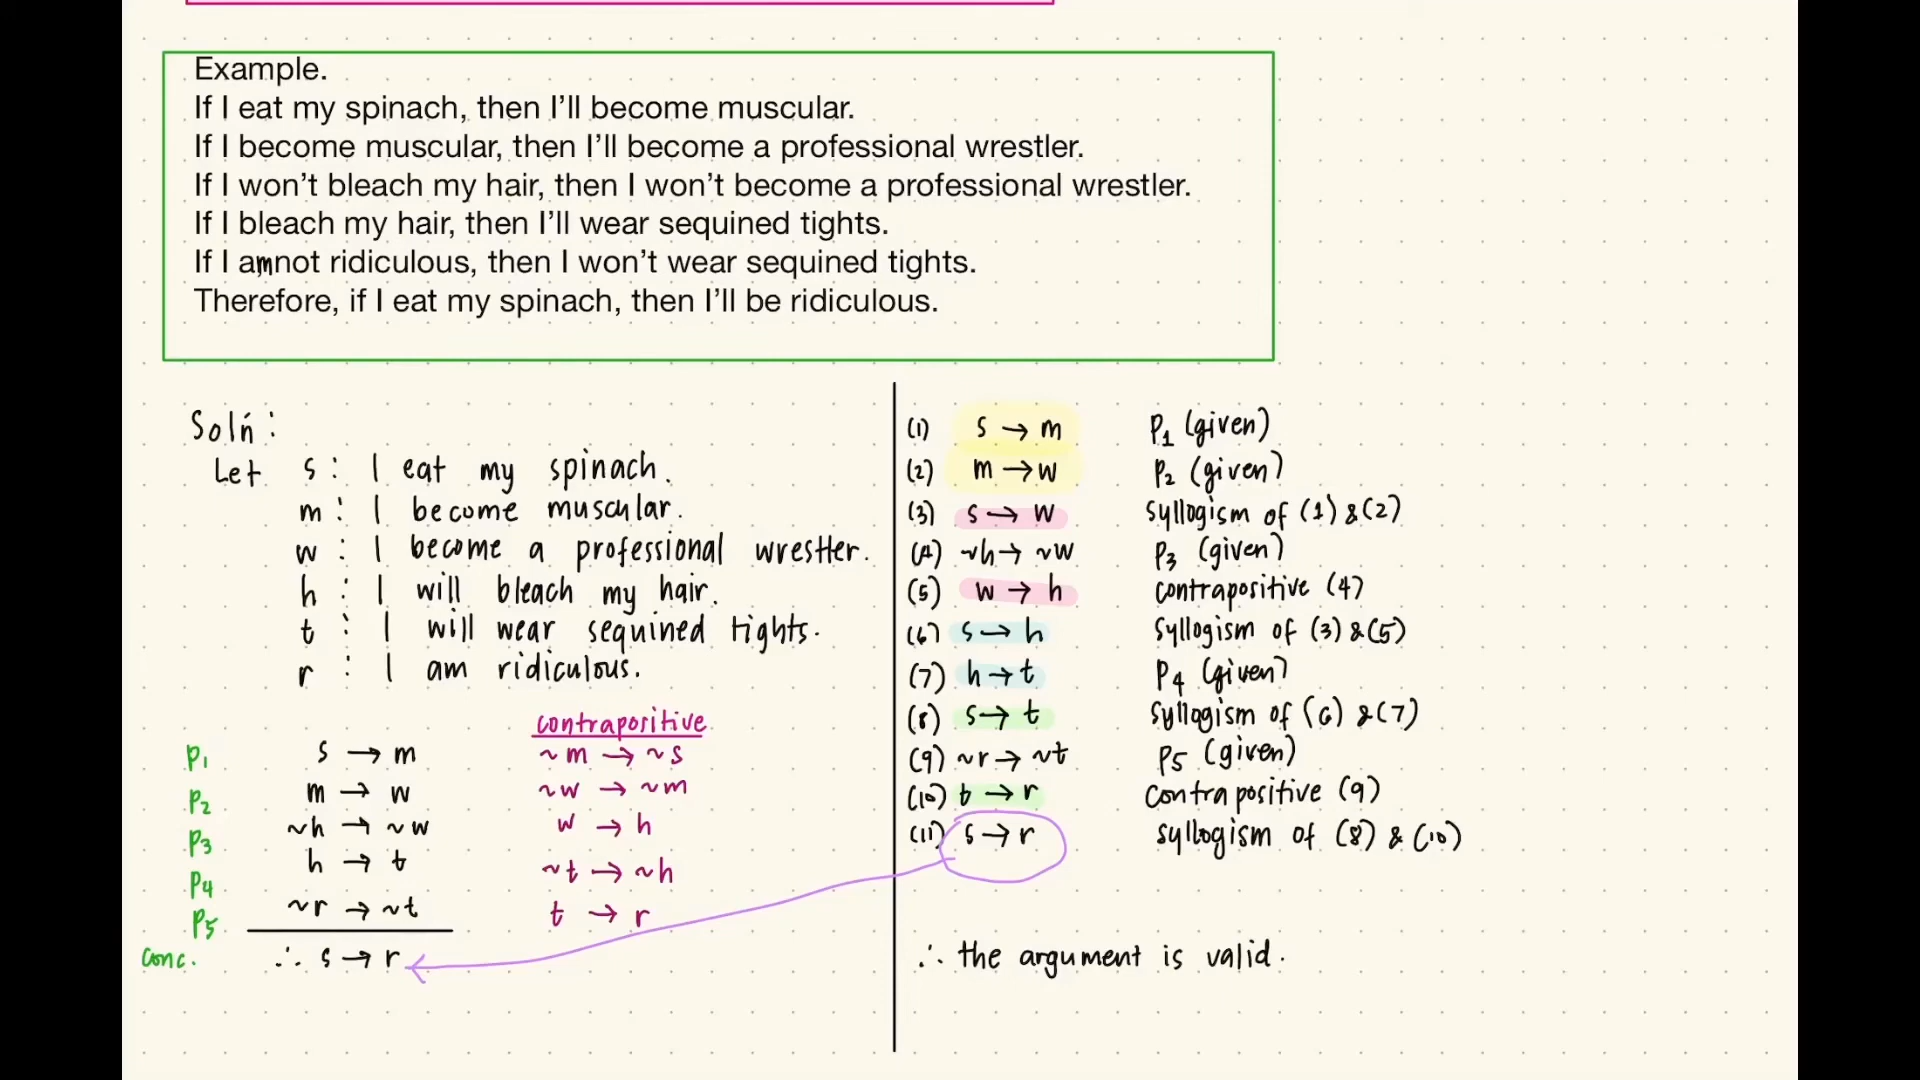 Example.
If I eat my spinach, then I'll become muscular.
If I become muscular, then I'll become a professional wrestler.
If I won't bleach my hair, then I won't become a professional wrestler.
If I bleach my hair, then I'll wear sequined tights.
If I am not ridiculous, then I won't wear sequined tights.
Therefore, if I eat my spinach, then I'll be ridiculous.
Sol'n:
Let s : I eat my spinach.
m : I become muscular.
w : I become a professional wrestler.
h : I will bleach my hair.
t : I will wear sequined tights.
r : I am ridiculous.
contrapositive
P1 s → m ~m → ~s
P2 m → w ~w → ~m
P3 ~h → ~w w → h
P4 h → t ~t → ~h
P5 ~r → ~t t → r
conc. ∴ s → r
(1) s → m P1 (given)
(2) m → w P2 (given)
(3) s → w syllogism of (1) & (2)
(4) ~h → ~w P3 (given)
(5) w → h contrapositive (4)
(6) s → h syllogism of (3) & (5)
(7) h → t P4 (given)
(8) s → t syllogism of (6) & (7)
(9) ~r → ~t P5 (given)
(10) t → r contrapositive (9)
(11) s → r syllogism of (8) & (10)
∴ the argument is valid.